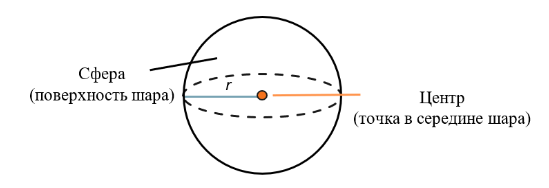 Сфера
(поверхность шара)
r
Центр
(точка в середине шара)